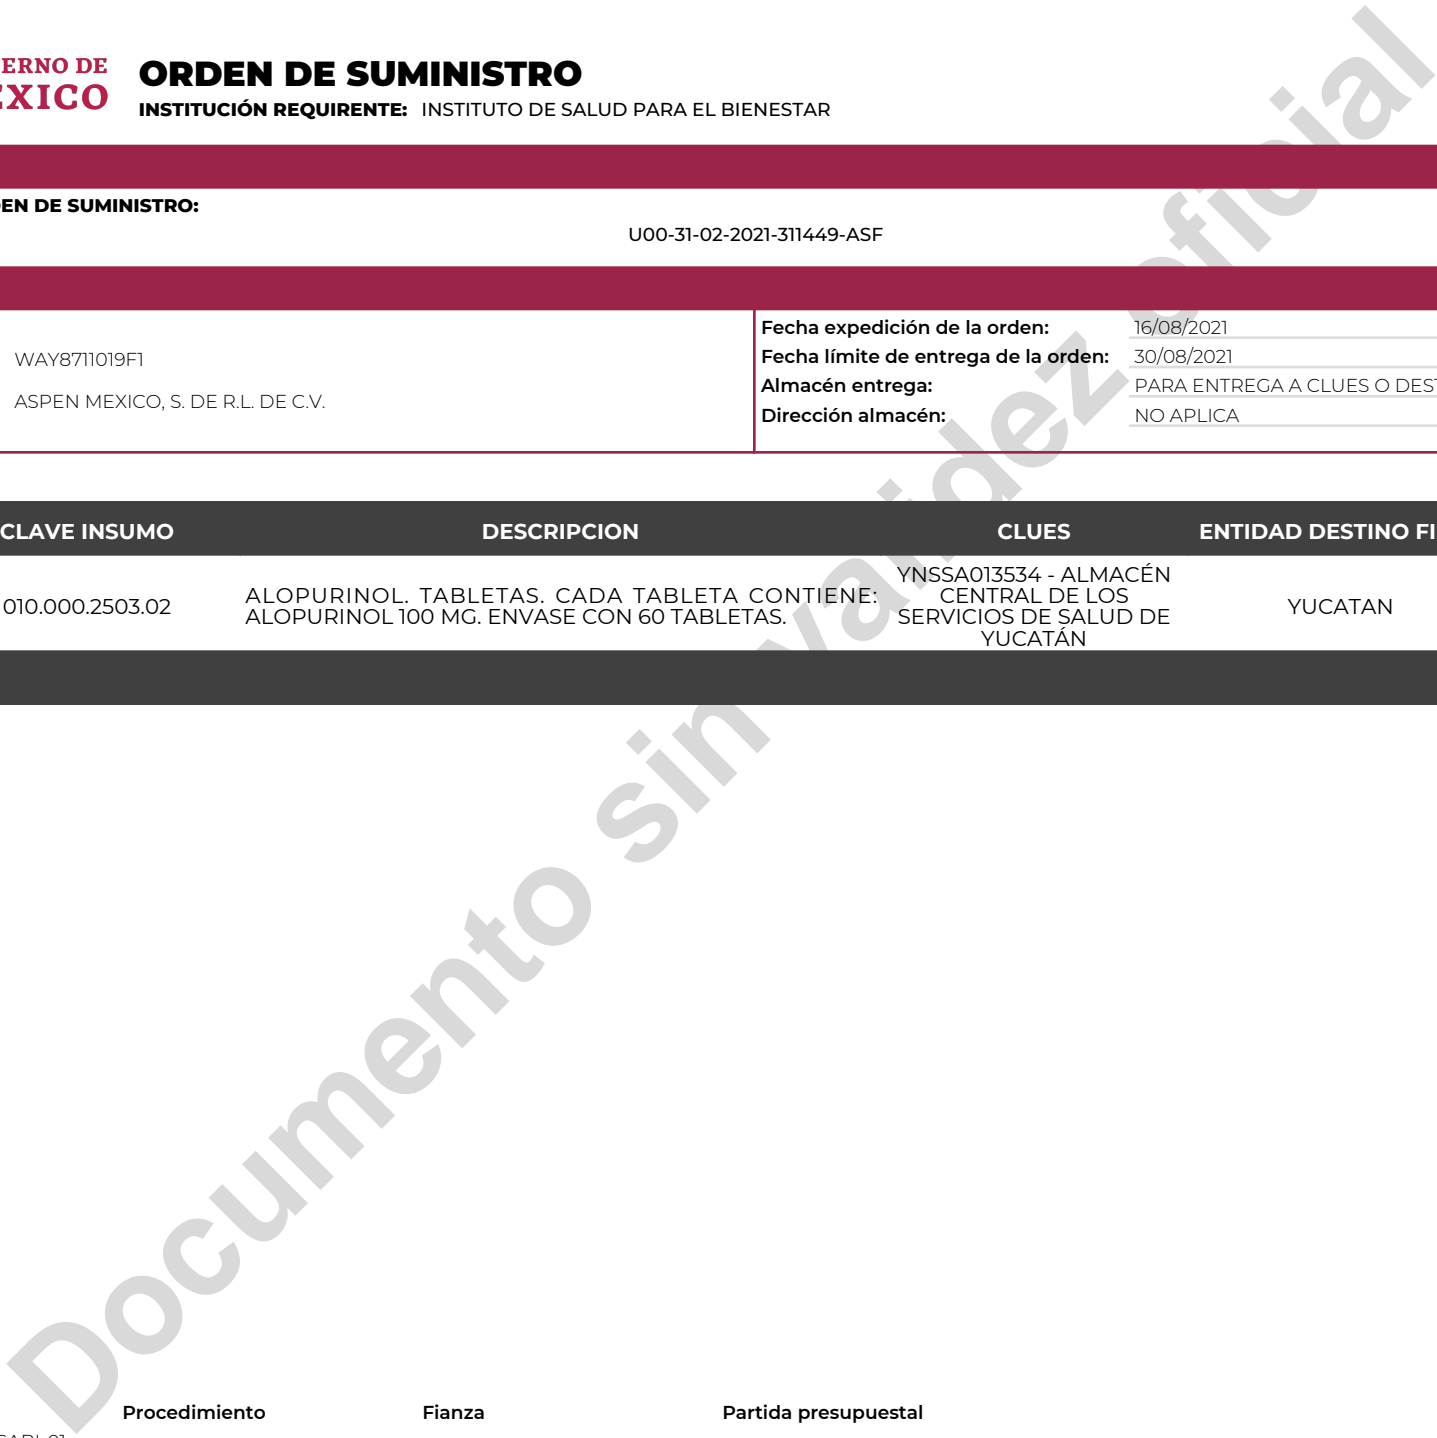 ERNO DE
ORDEN DE SUMINISTRO
INSTITUCIÓN REQUIRENTE: INSTITUTO DE SALUD PARA EL BIENESTAR
EXICO
EN DE SUMINISTRO:
U00-31-02-2021-311449-ASF
WAY8711019F1
ASPEN MEXICO, S. DE R.L. DE C.V.
Fecha expedición de la orden: 16/08/2021
Fecha límite de entrega de la orden: 30/08/2021
Almacén entrega: PARA ENTREGA A CLUES O DEST
Dirección almacén: NO APLICA
CLAVE INSUMO DESCRIPCION CLUES ENTIDAD DESTINO FI
010.000.2503.02
ALOPURINOL. TABLETAS. CADA TABLETA CONTIENE:
ALOPURINOL 100 MG. ENVASE CON 60 TABLETAS.
YNSSA013534 - ALMACÉN
CENTRAL DE LOS
SERVICIOS DE SALUD DE
YUCATÁN
YUCATAN
Documento sin validez oficial
Procedimiento Fianza Partida presupuestal